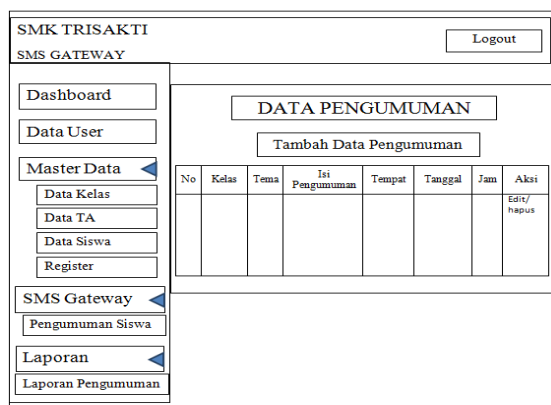 SMK TRISAKTI
SMS GATEWAY
Logout
Dashboard
Data User
Master Data
Data Kelas
Data TA
Data Siswa
Register
SMS Gateway
Pengumuman Siswa
Laporan
Laporan Pengumuman
DATA PENGUMUMAN
Tambah Data Pengumuman
No Kelas Tema Isi Pengumuman Tempat Tanggal Jam Aksi
Edit/
hapus